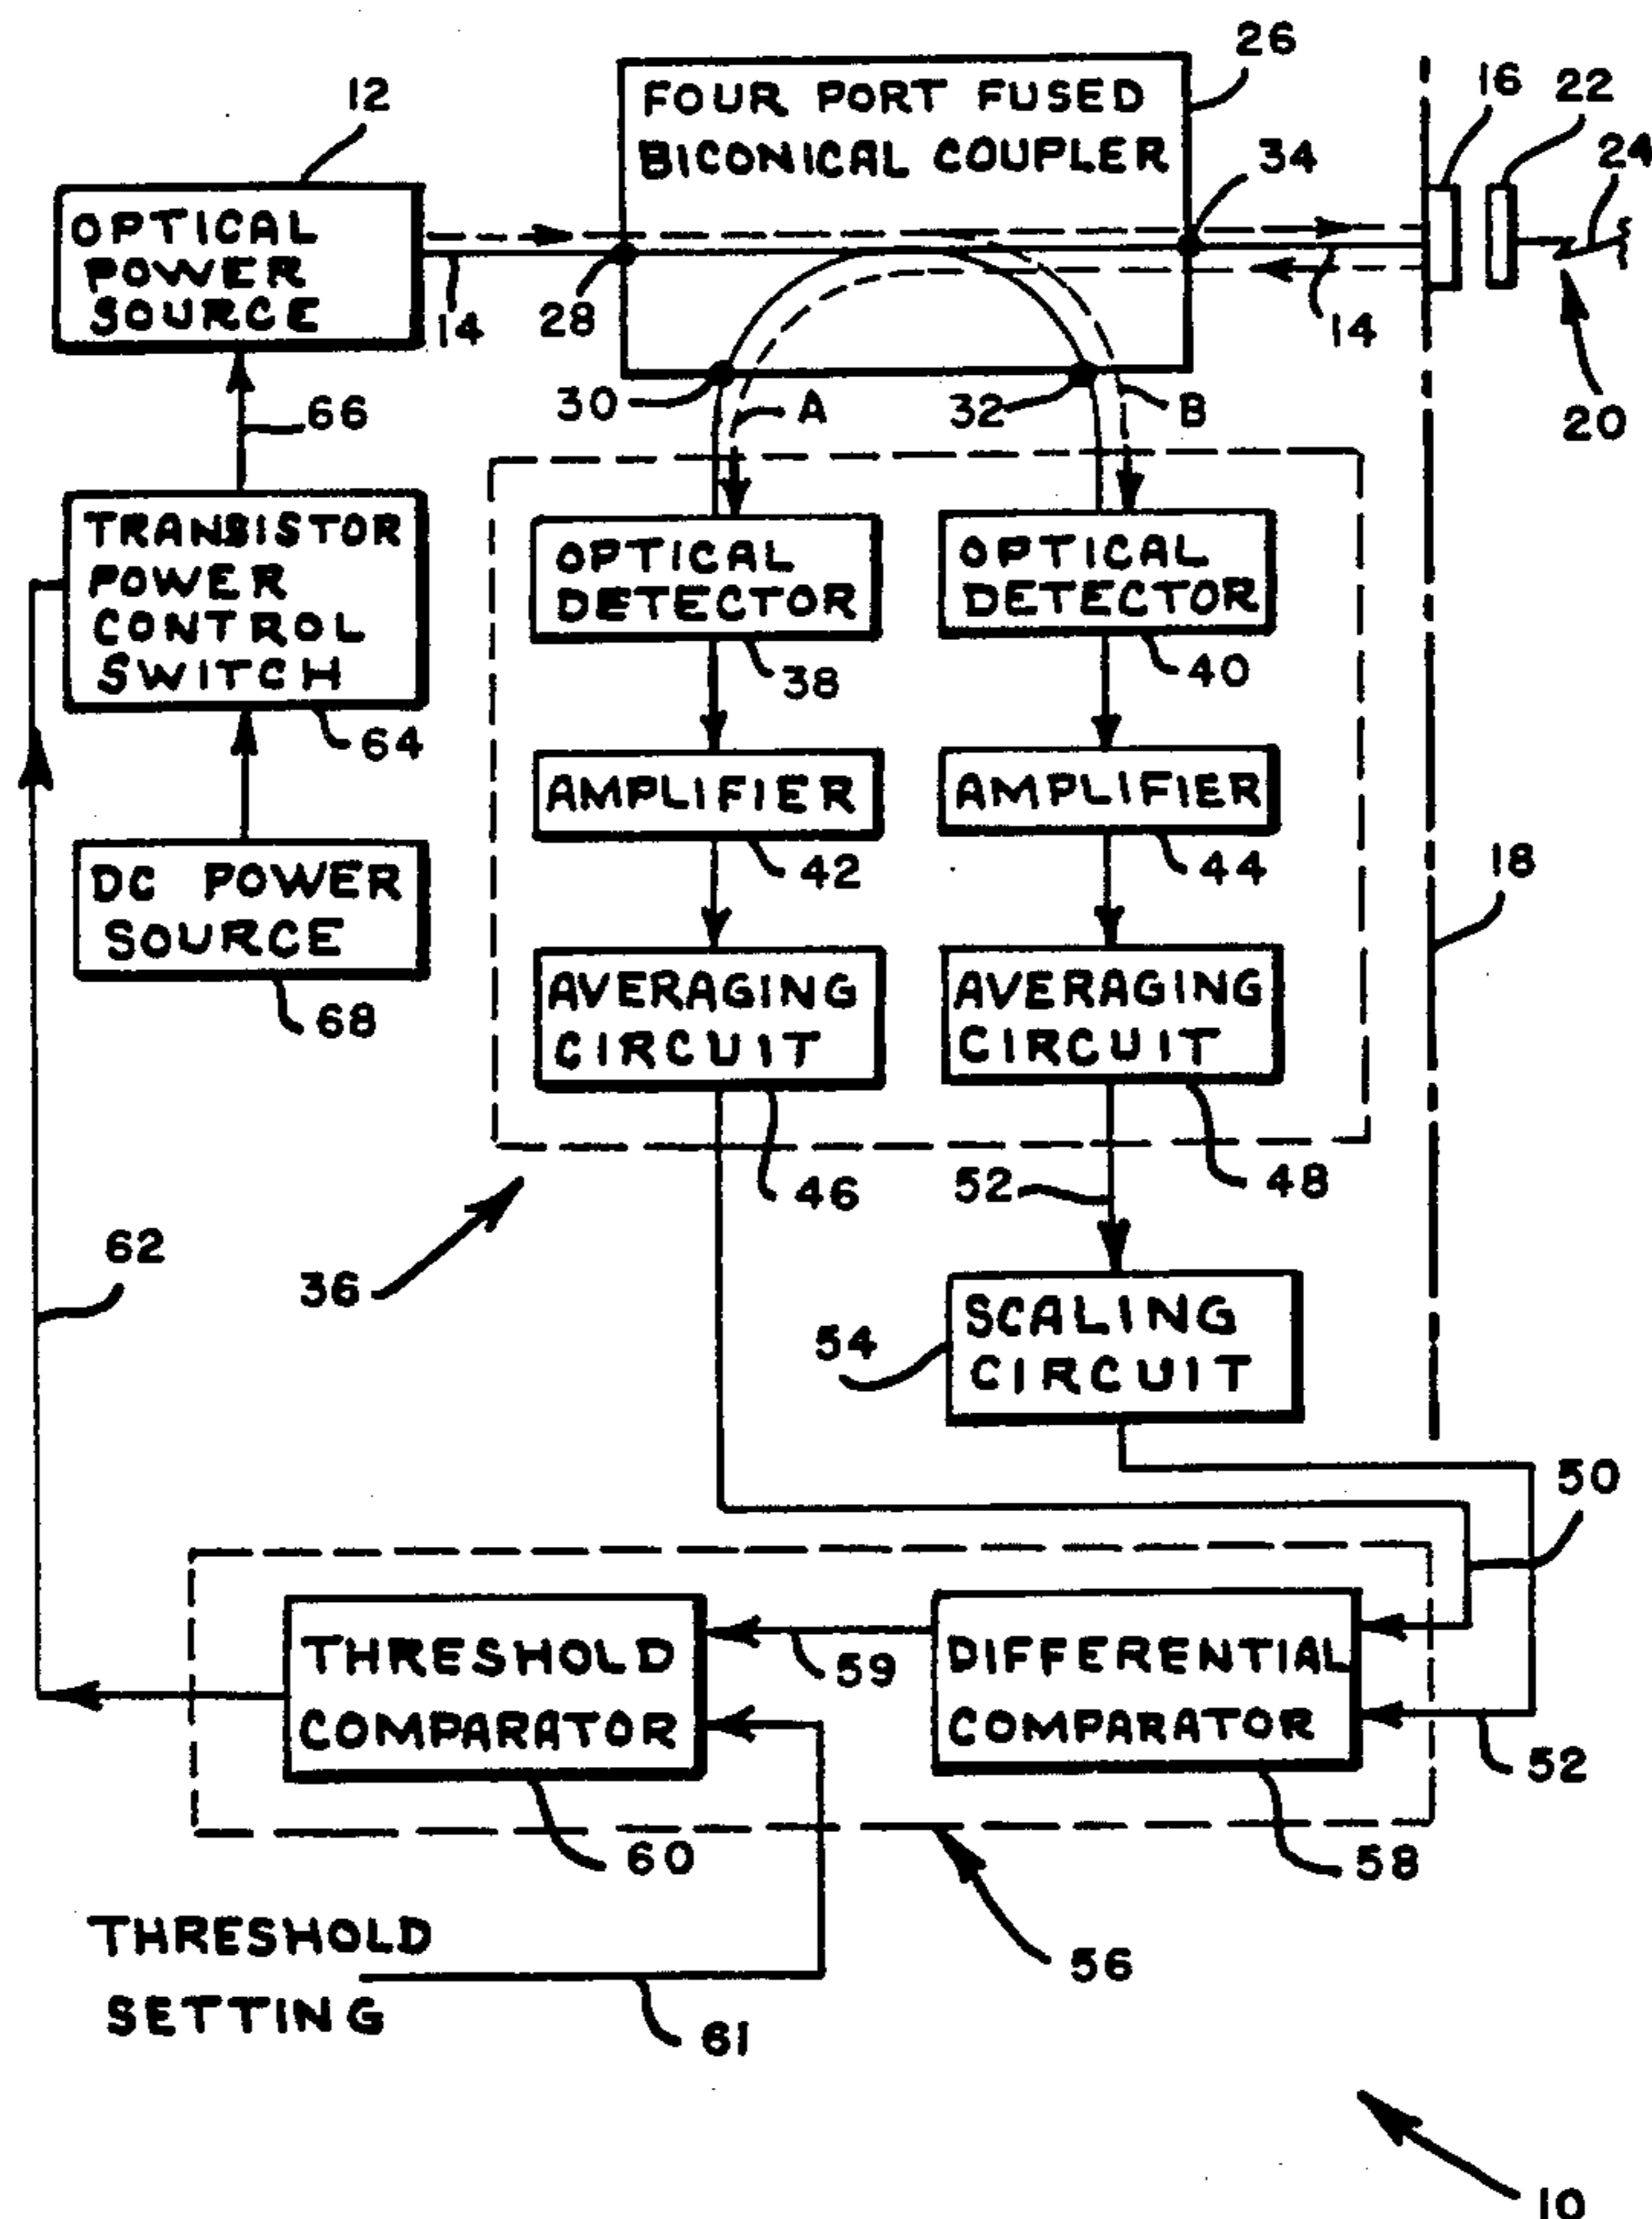 26
FOUR PORT FUSED
BICONICAL COUPLER
16
22
12
34
24
OPTICAL
POWER
SOURCE
14
28
14
20
30
A
32
B
66
TRANSISTOR
POWER
CONTROL
SWITCH
OPTICAL
DETECTOR
OPTICAL
DETECTOR
38
40
64
AMPLIFIER
AMPLIFIER
42
44
18
DC POWER
SOURCE
68
AVERAGING
CIRCUIT
AVERAGING
CIRCUIT
46
52
48
62
36
SCALING
CIRCUIT
54
50
THRESHOLD
COMPARATOR
59
DIFFERENTIAL
COMPARATOR
52
60
58
56
THRESHOLD
SETTING
61
10